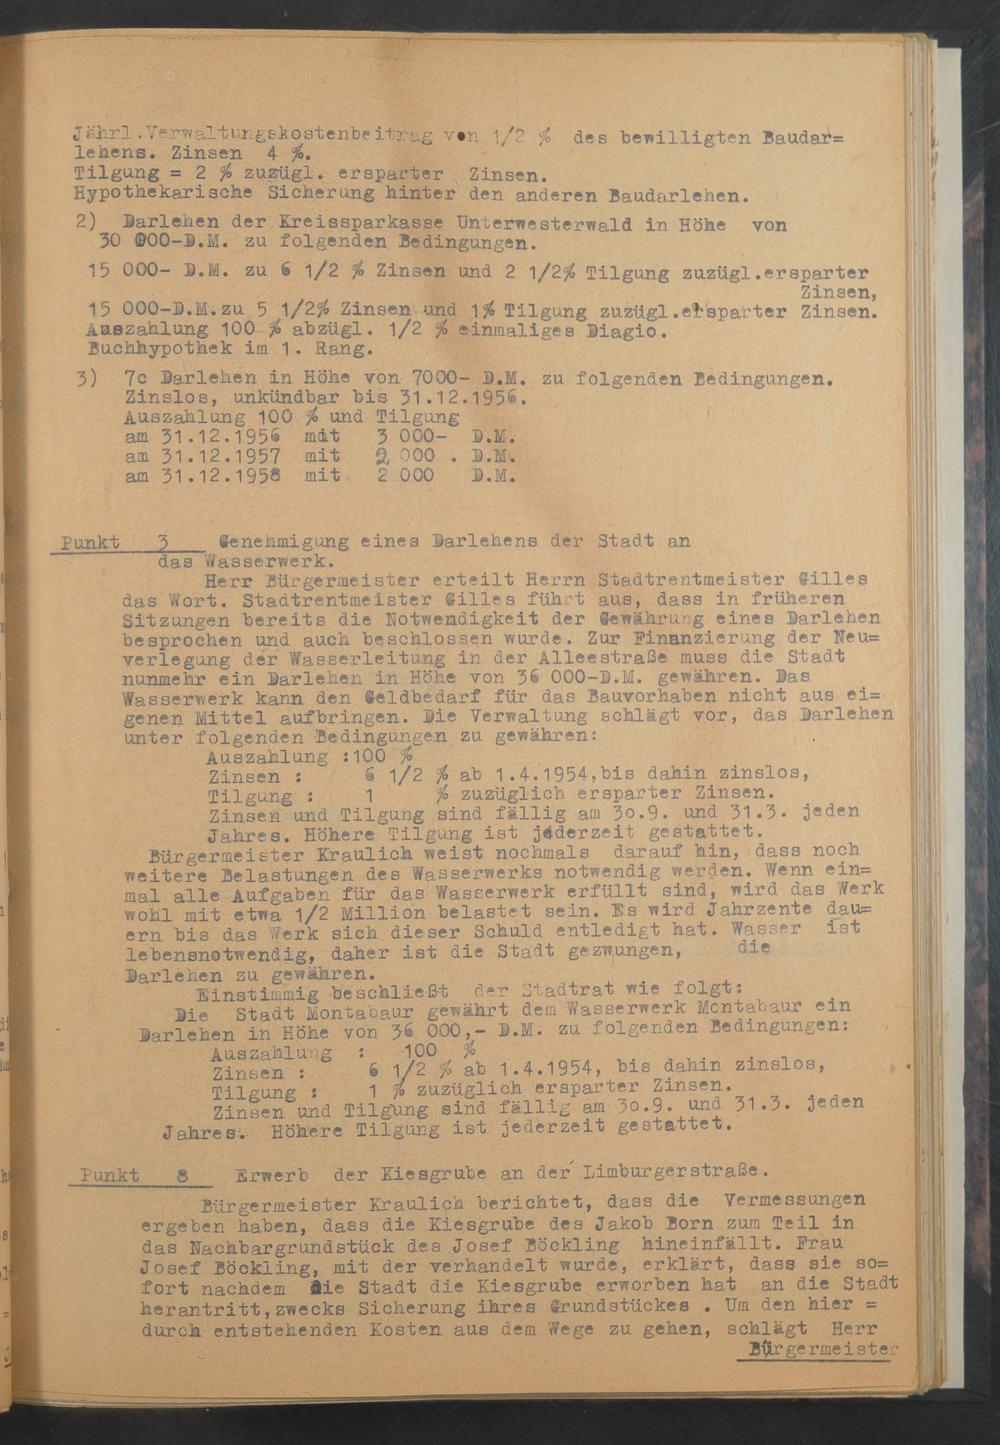 Jährl.Verwaltungskostenbeitrag von 1/2 % des bewilligten Baudar=
lehens. Zinsen 4 %.
Tilgung = 2 % zuzügl. ersparter Zinsen.
Hypothekarische Sicherung hinter den anderen Baudarlehen.
2) Darlehen der Kreissparkasse Unterwesterwald in Höhe von
30 000-D.M. zu folgenden Bedingungen.
15 000- D.M. zu 6 1/2 % Zinsen und 2 1/2% Tilgung zuzügl.ersparter
Zinsen,
15 000-D.M.zu 5 1/2% Zinsen und 1% Tilgung zuzügl.ersparter Zinsen.
Auszahlung 100 % abzügl. 1/2 % einmaliges Diagio.
Buchhypothek im 1. Rang.
3) 7c Darlehen in Höhe von 7000- D.M. zu folgenden Bedingungen.
Zinslos, unkündbar bis 31.12.1956.
Auszahlung 100 % und Tilgung
am 31.12.1956 mit 3 000- D.M.
am 31.12.1957 mit 2 000 . D.M.
am 31.12.1958 mit 2 000 D.M.
Punkt 3 Genehmigung eines Darlehens der Stadt an
das Wasserwerk.
Herr Bürgermeister erteilt Herrn Stadtrentmeister Gilles
das Wort. Stadtrentmeister Gilles führt aus, dass in früheren
Sitzungen bereits die Notwendigkeit der Gewährung eines Darlehen
besprochen und auch beschlossen wurde. Zur Finanzierung der Neu=
verlegung der Wasserleitung in der Alleestraße muss die Stadt
nunmehr ein Darlehen in Höhe von 36 000-D.M. gewähren. Das
Wasserwerk kann den Geldbedarf für das Bauvorhaben nicht aus ei=
genen Mittel aufbringen. Die Verwaltung schlägt vor, das Darlehen
unter folgenden Bedingungen zu gewähren:
Auszahlung :100 %
Zinsen : 6 1/2 % ab 1.4.1954,bis dahin zinslos,
Tilgung : 1 % zuzüglich ersparter Zinsen.
Zinsen und Tilgung sind fällig am 30.9. und 31.3. jeden
Jahres. Höhere Tilgung ist jederzeit gestattet.
Bürgermeister Kraulich weist nochmals darauf hin, dass noch
weitere Belastungen des Wasserwerks notwendig werden. Wenn ein=
mal alle Aufgaben für das Wasserwerk erfüllt sind, wird das Werk
wohl mit etwa 1/2 Million belastet sein. Es wird Jahrzente dau=
ern bis das Werk sich dieser Schuld entledigt hat. Wasser ist
lebensnotwendig, daher ist die Stadt gezwungen, die
Darlehen zu gewähren.
Einstimmig beschließt der Stadtrat wie folgt:
Die Stadt Montabaur gewährt dem Wasserwerk Montabaur ein
Darlehen in Höhe von 36 000,- D.M. zu folgenden Bedingungen:
Auszahlung : 100 %
Zinsen : 6 1/2 % ab 1.4.1954, bis dahin zinslos,
Tilgung : 1 % zuzüglich ersparter Zinsen.
Zinsen und Tilgung sind fällig am 30.9. und 31.3. jeden
Jahres. Höhere Tilgung ist jederzeit gestattet.
Punkt 8 Erwerb der Kiesgrube an der Limburgerstraße.
Bürgermeister Kraulich berichtet, dass die Vermessungen
ergeben haben, dass die Kiesgrube des Jakob Born zum Teil in
das Nachbargrundstück des Josef Böckling hineinfällt. Frau
Josef Böckling, mit der verhandelt wurde, erklärt, dass sie so=
fort nachdem die Stadt die Kiesgrube erworben hat an die Stadt
herantritt,zwecks Sicherung ihres Grundstückes . Um den hier =
durch entstehenden Kosten aus dem Wege zu gehen, schlägt Herr
Bürgermeister